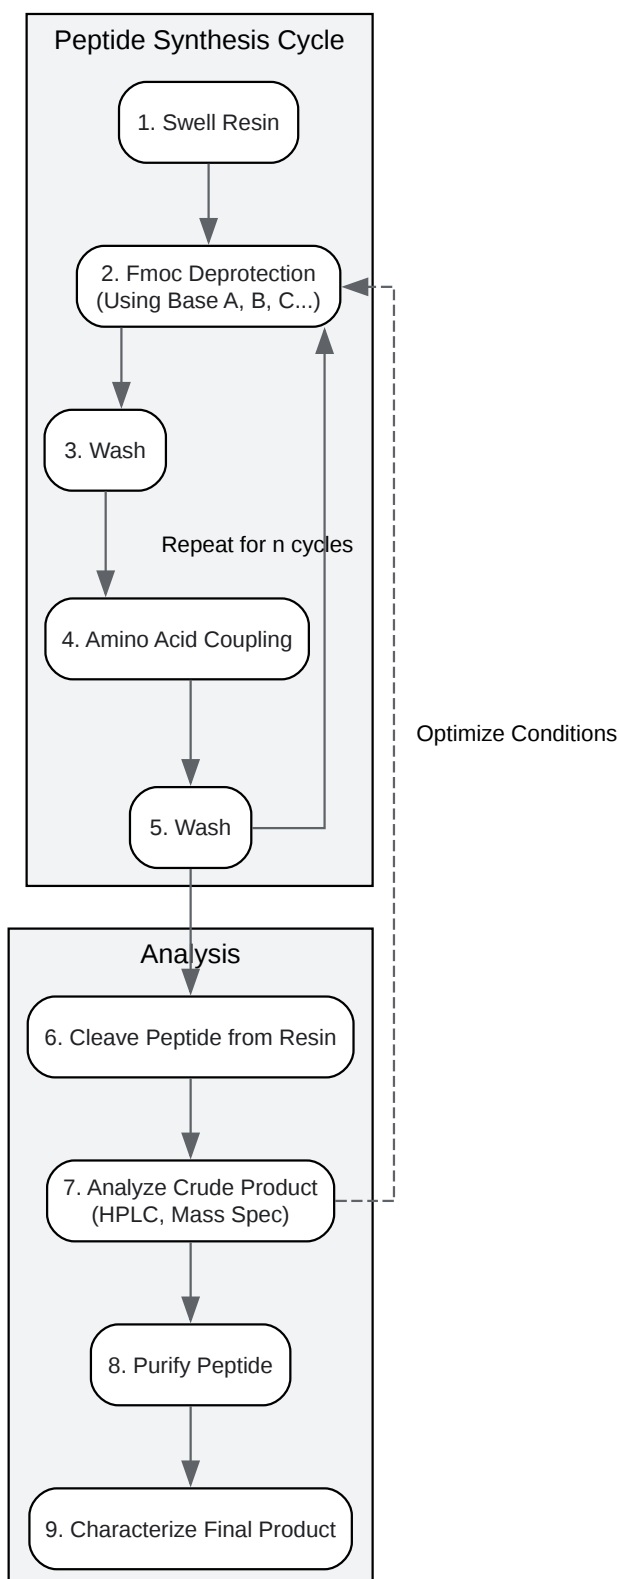 Peptide Synthesis Cycle
1. Swell Resin
2. Fmoc Deprotection
(Using Base A, B, C...)
3. Wash
Repeat for n cycles
4. Amino Acid Coupling
Optimize Conditions
5. Wash
Analysis
6. Cleave Peptide from Resin
7. Analyze Crude Product
(HPLC, Mass Spec)
8. Purify Peptide
9. Characterize Final Product